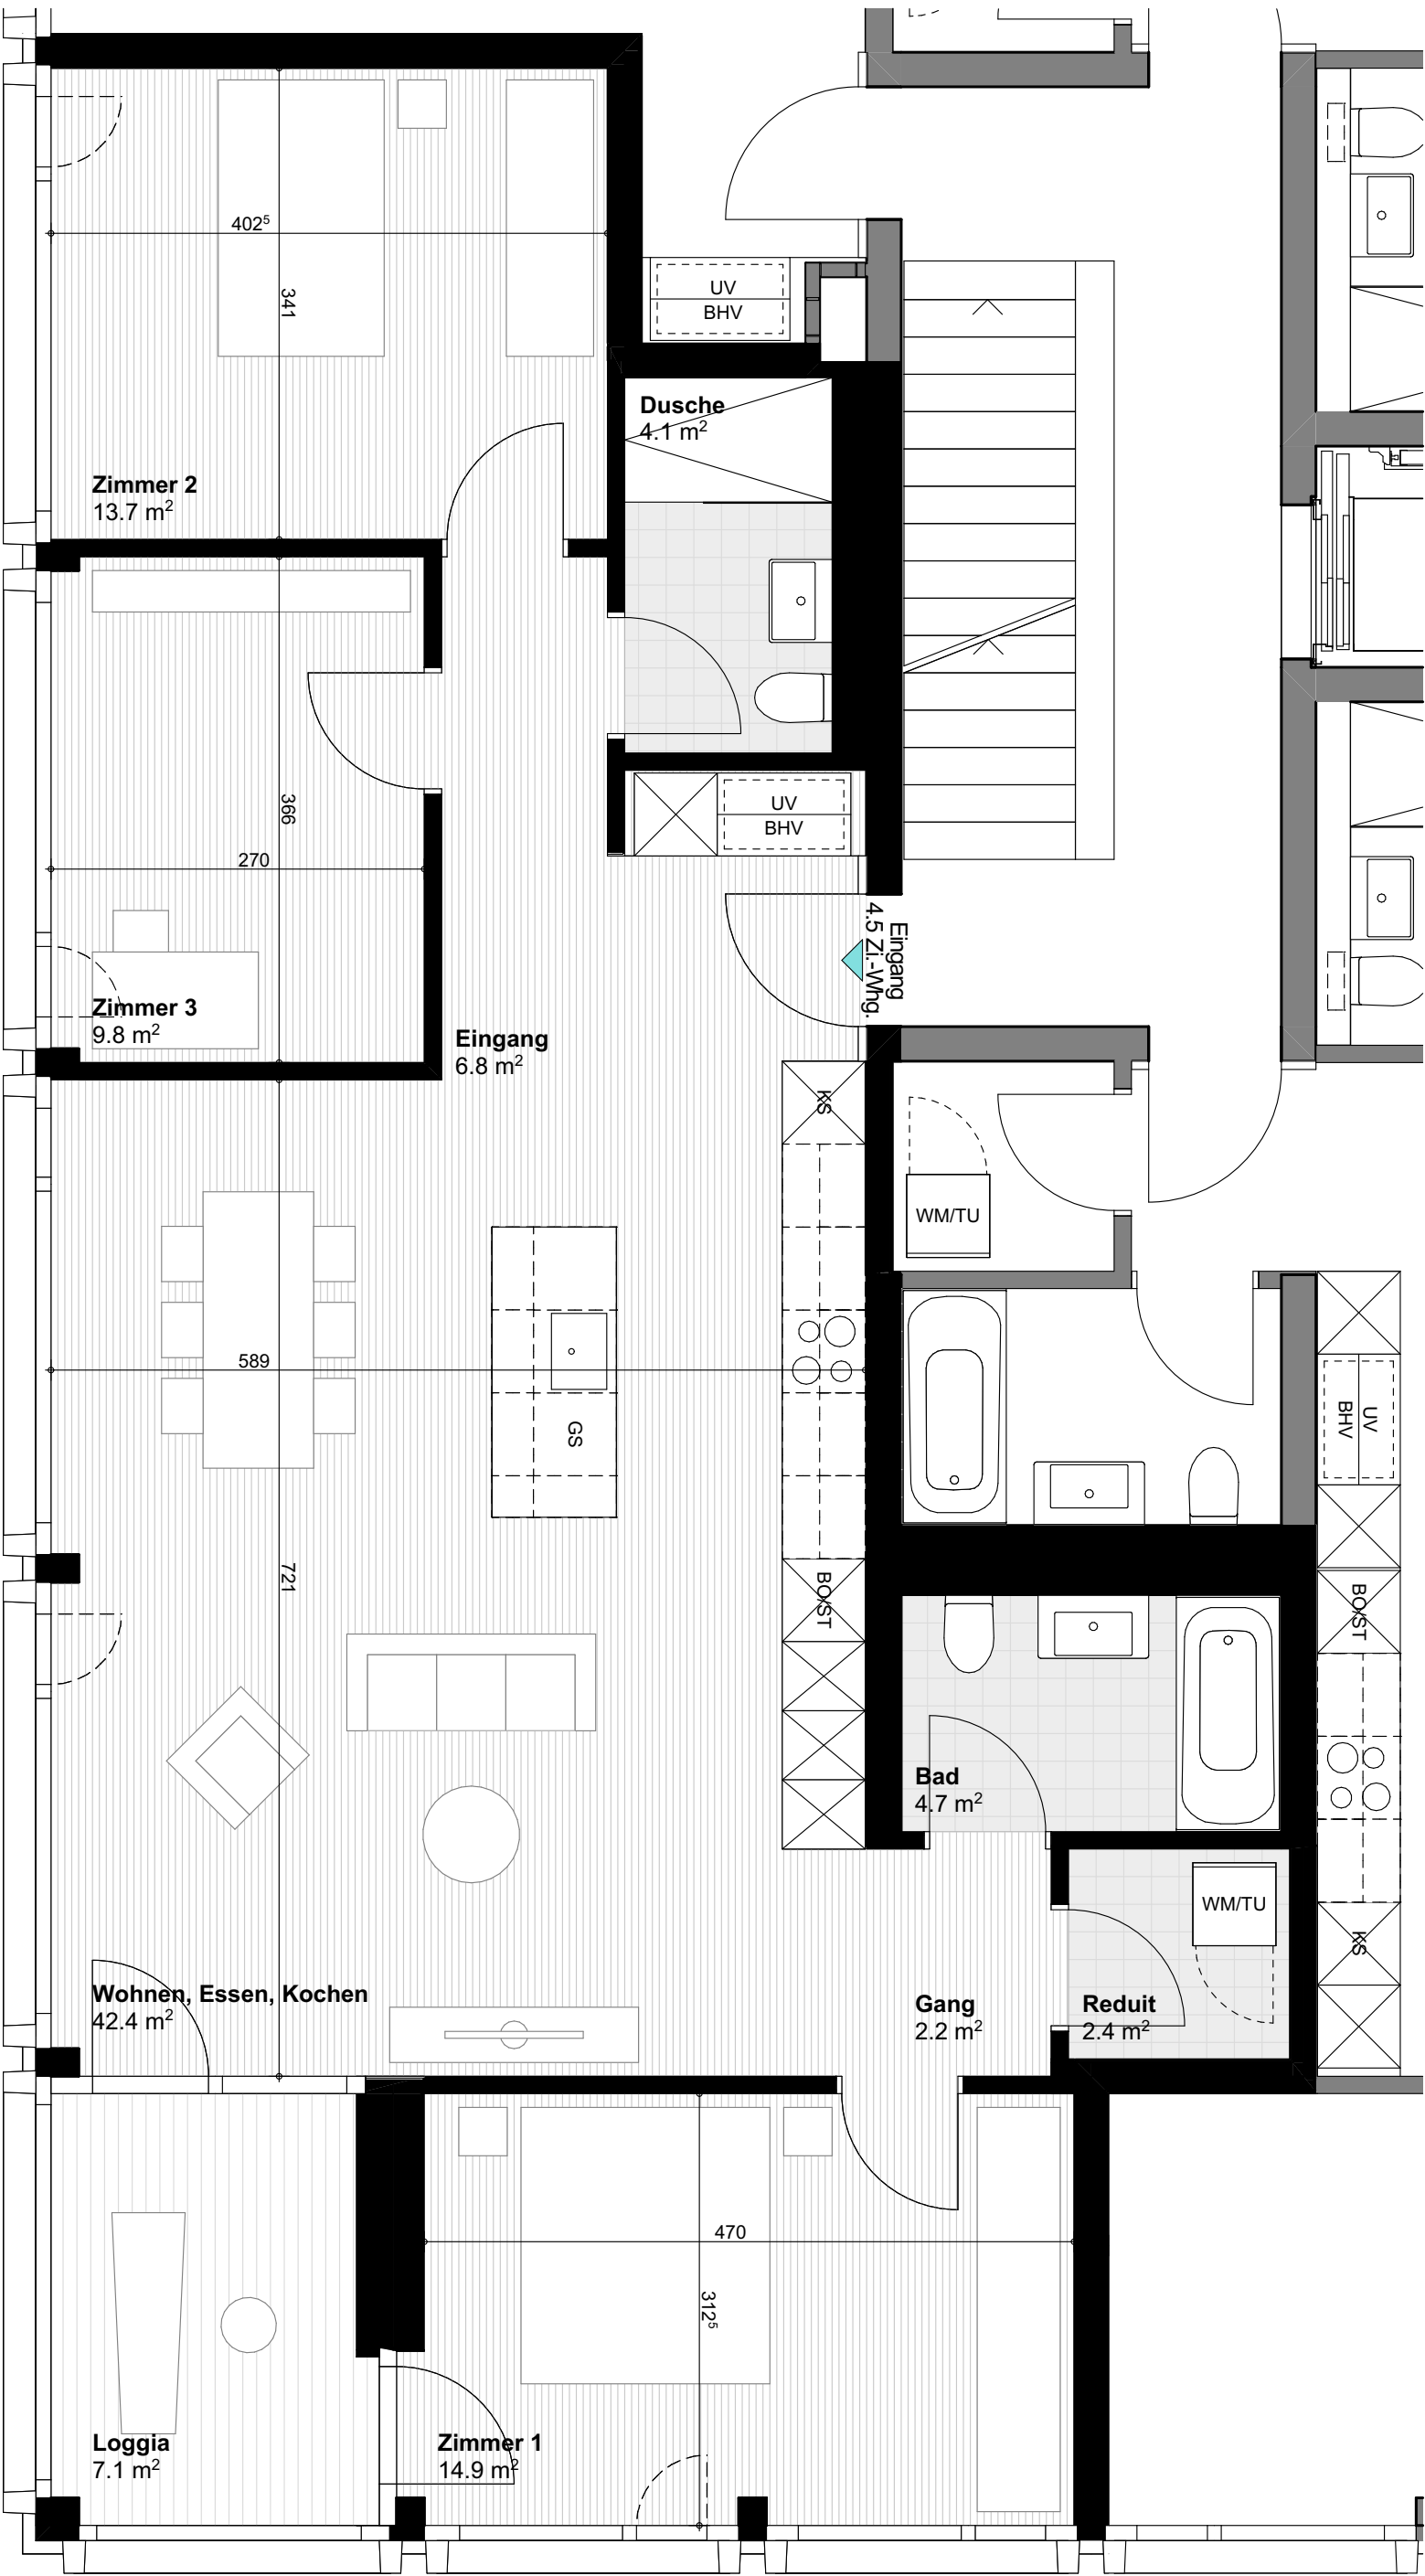 402⁵
341
UV
BHV
Dusche
4.1 m²
Zimmer 2
13.7 m²
366
270
UV
BHV
Eingang
4.5 Zi.-Whg.
Zimmer 3
9.8 m²
Eingang
6.8 m²
KS
WM/TU
589
GS
UV
BHV
721
BO/ST
BO/ST
Bad
4.7 m²
WM/TU
KS
Wohnen, Essen, Kochen
42.4 m²
Gang
2.2 m²
Reduit
2.4 m²
470
312⁵
Loggia
7.1 m²
Zimmer 1
14.9 m²